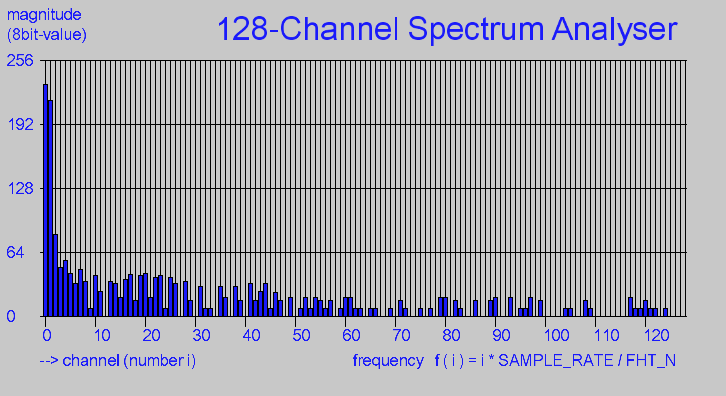 magnitude
(8bit-value)
128-Channel Spectrum Analyser
256
192
128
64
0
0 10 20 30 40 50 60 70 80 90 100 110 120
--> channel (number i)
frequency f ( i ) = i * SAMPLE_RATE / FHT_N